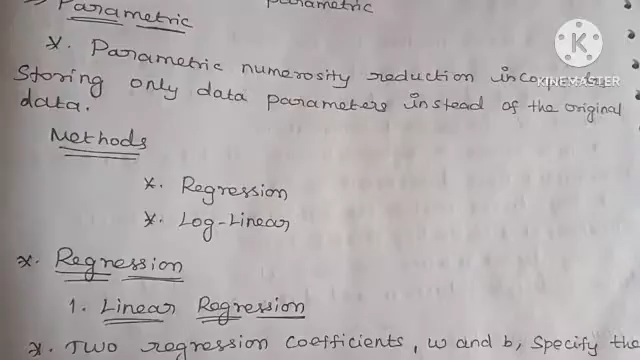 parametric
Parametric
*. Parametric numerosity reduction
KINEMASTER
Storing only data parameters instead of the original
data.
Methods
*. Regression
*. Log-Linear
*. Regression
1. Linear Regression
*. Two regression coefficients, w and b, specify the